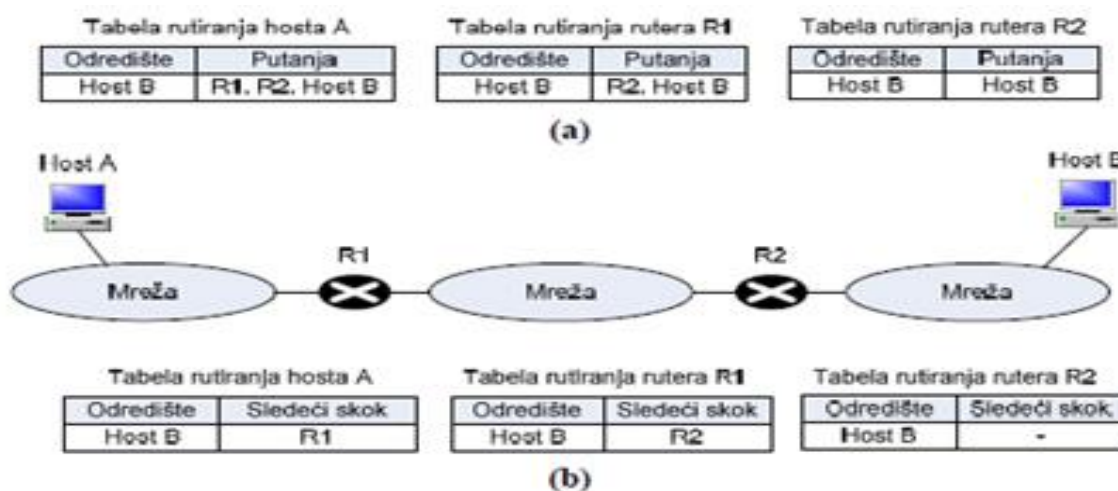 Tabela rutiranja hosta A Tabela rutiranja rutera R1 Tabela rutiranja rutera R2
Odredište Putanja Odredište Putanja Odredište Putanja
Host B R1, R2, Host B Host B R2, Host B Host B Host B
(a)
Host A Host B
R1 R2
Mreža Mreža Mreža
Tabela rutiranja hosta A Tabela rutiranja rutera R1 Tabela rutiranja rutera R2
Odredište Sledeći skok Odredište Sledeći skok Odredište Sledeći skok
Host B R1 Host B R2 Host B -
(b)